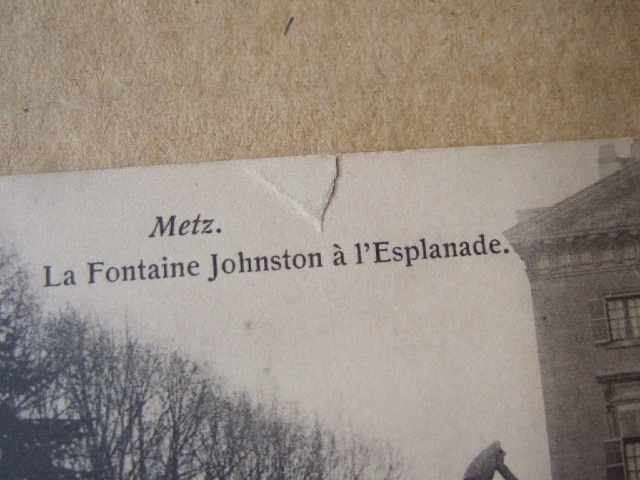 Metz.
La Fontaine Johnston à l'Esplanade.